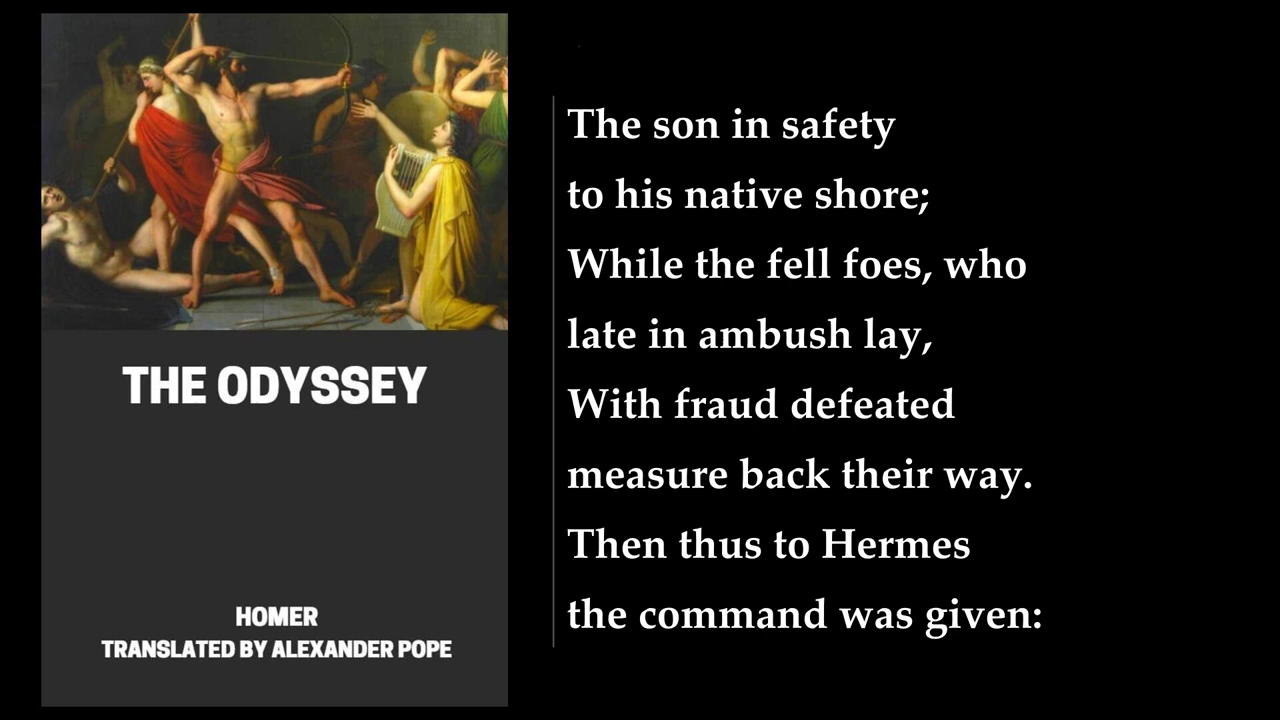 THE ODYSSEY
HOMER
TRANSLATED BY ALEXANDER POPE
The son in safety
to his native shore;
While the fell foes, who
late in ambush lay,
With fraud defeated
measure back their way.
Then thus to Hermes
the command was given: